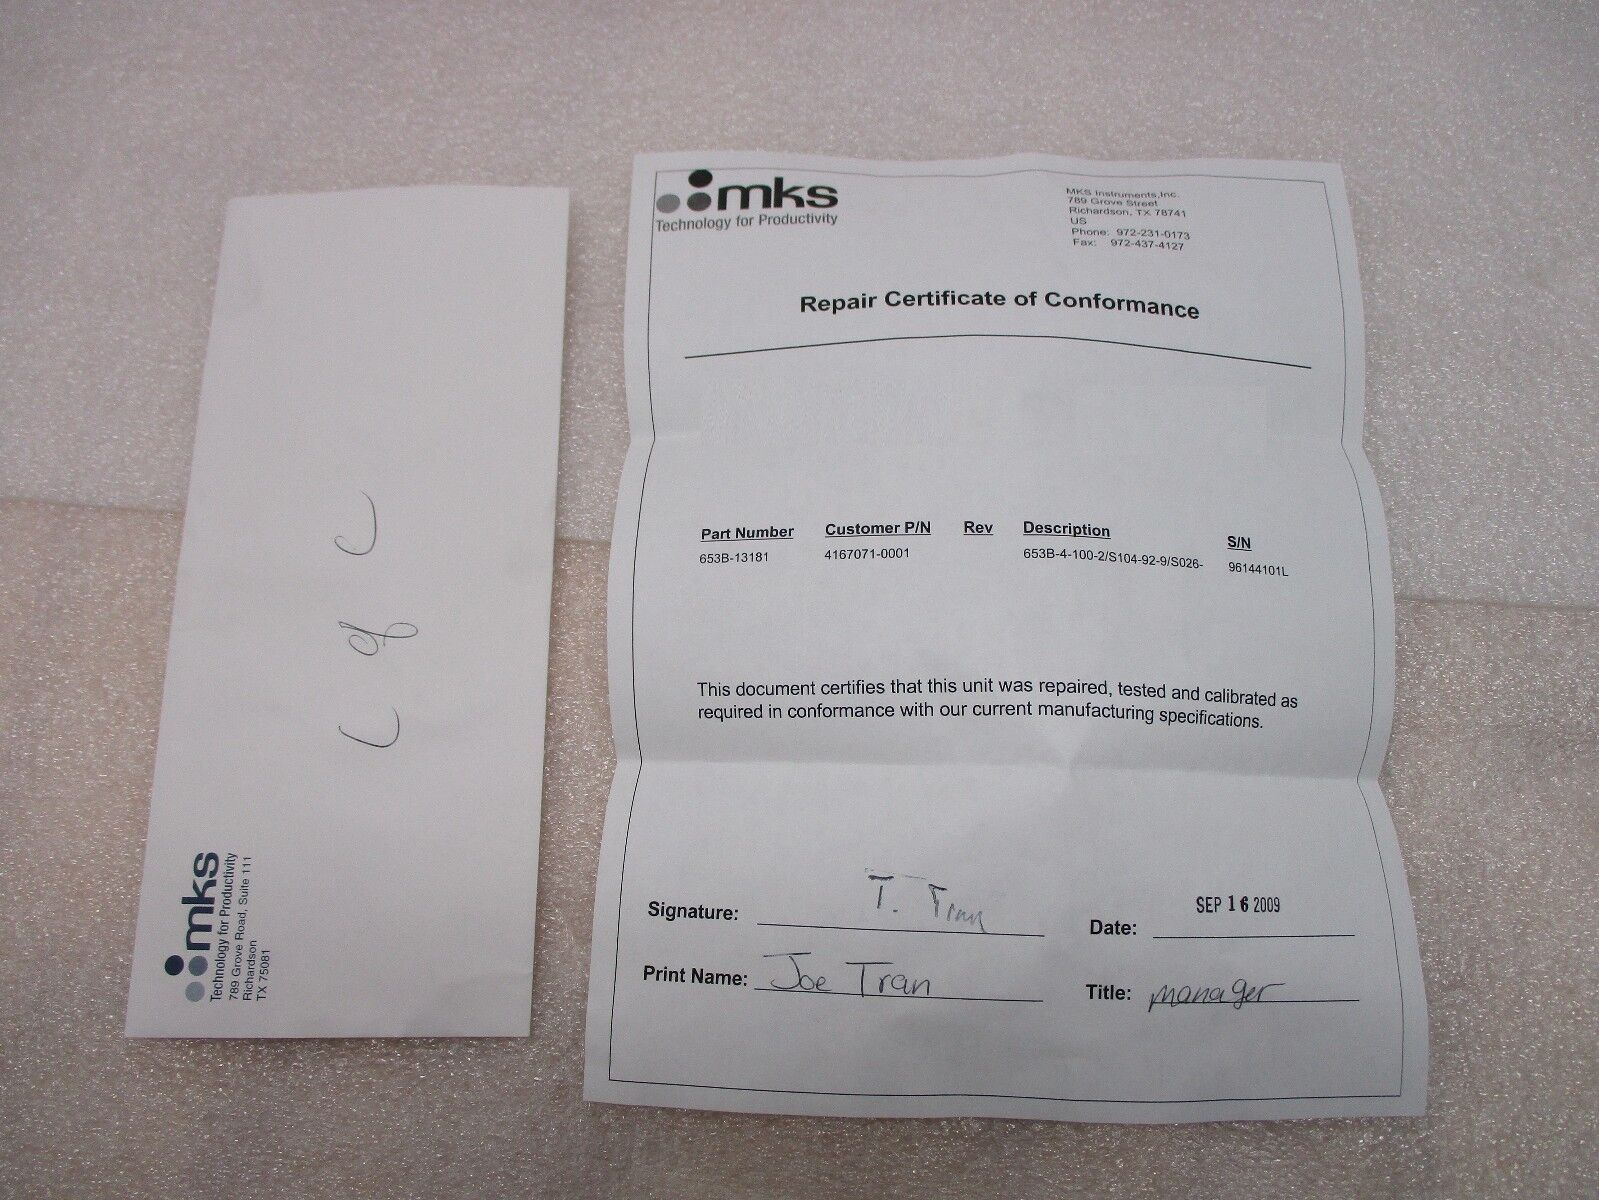 C of C
mks
Technology for Productivity
789 Grove Road, Suite 111
Richardson
TX 75081
mks
Technology for Productivity
MKS Instruments,Inc.
789 Grove Street
Richardson, TX 78741
US
Phone: 972-231-0173
Fax: 972-437-4127
Repair Certificate of Conformance
Part Number Customer P/N Rev Description S/N
653B-13181 4167071-0001 653B-4-100-2/S104-92-9/S026- 96144101L
This document certifies that this unit was repaired, tested and calibrated as
required in conformance with our current manufacturing specifications.
Signature: T. Tran Date: SEP 16 2009
Print Name: Joe Tran Title: manager